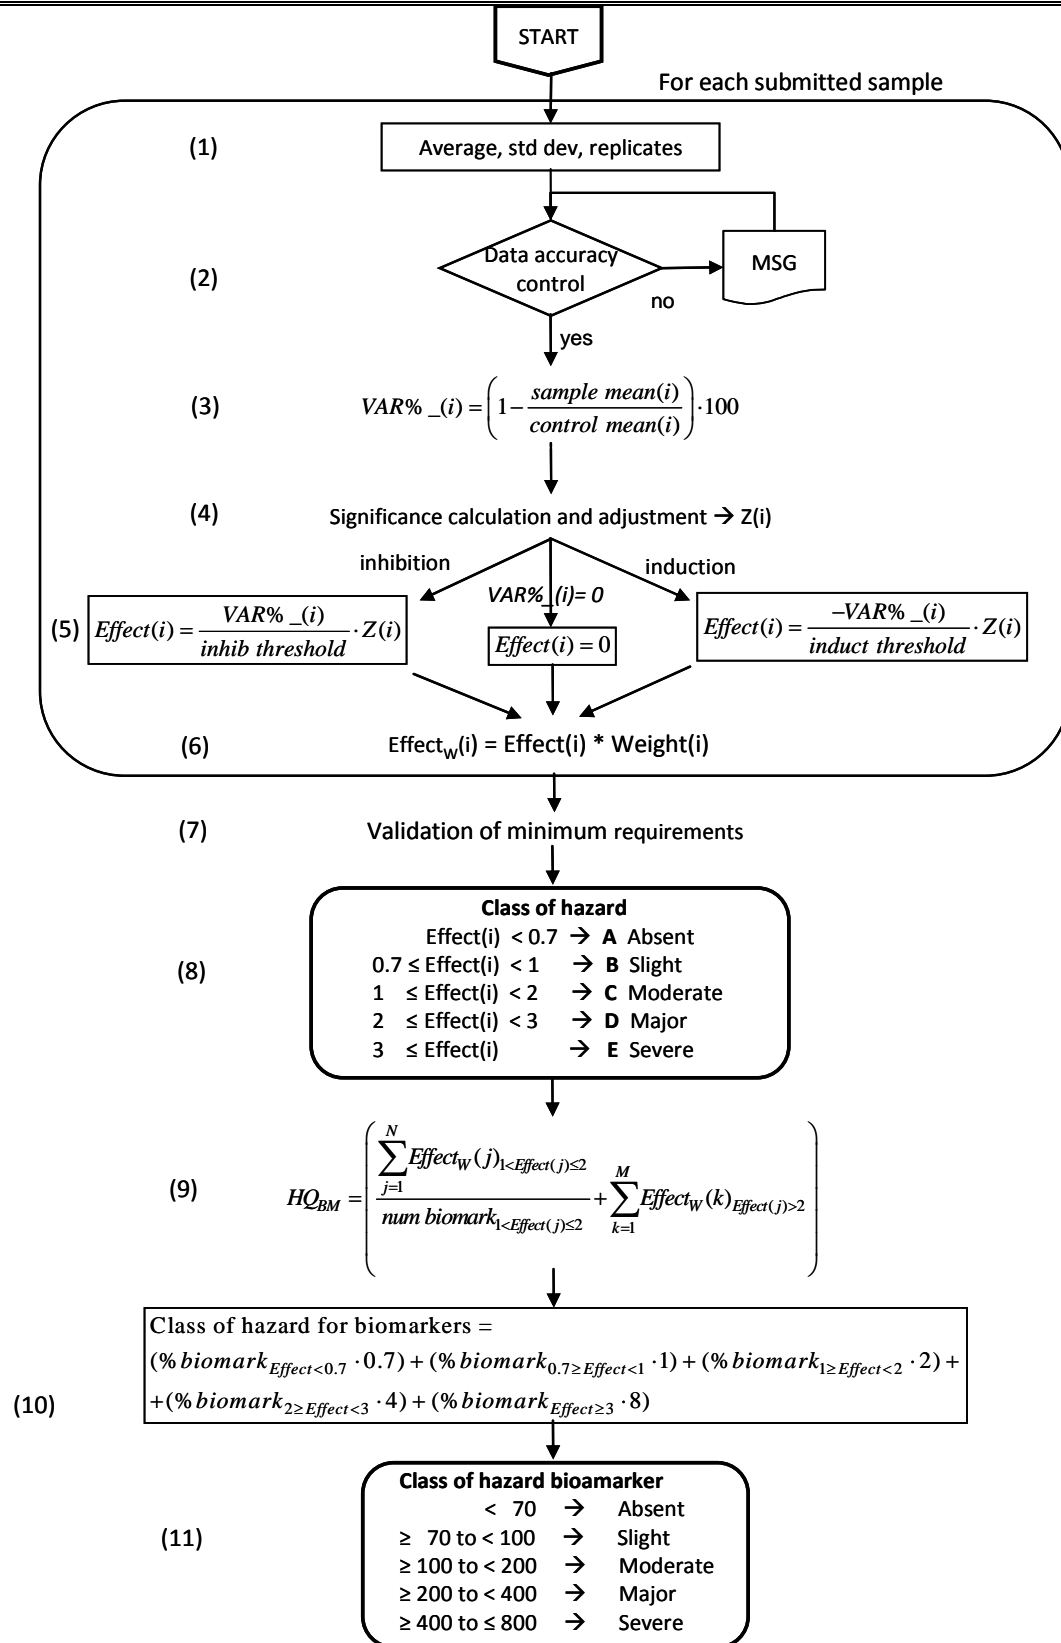 START
For each submitted sample
(1)
Average, std dev, replicates
(2)
Data accuracy
control
MSG
no
yes
(3)
VAR% _(i) = (1 − sample mean(i) / control mean(i)) · 100
(4)
Significance calculation and adjustment → Z(i)
inhibition
VAR%_(i)= 0
induction
(5)
Effect(i) = VAR% _(i) / inhib threshold · Z(i)
Effect(i) = 0
Effect(i) = −VAR% _(i) / induct threshold · Z(i)
(6)
Effect_W(i) = Effect(i) * Weight(i)
(7)
Validation of minimum requirements
(8)
Class of hazard
Effect(i) < 0.7 → A Absent
0.7 ≤ Effect(i) < 1 → B Slight
1 ≤ Effect(i) < 2 → C Moderate
2 ≤ Effect(i) < 3 → D Major
3 ≤ Effect(i) → E Severe
(9)
HQ_BM = ( ∑_{j=1}^{N} Effect_W(j)_{1<Effect(j)≤2} / num biomark_{1<Effect(j)≤2} + ∑_{k=1}^{M} Effect_W(k)_{Effect(j)>2} )
(10)
Class of hazard for biomarkers =
(% biomark_{Effect<0.7} · 0.7) + (% biomark_{0.7≥Effect<1} · 1) + (% biomark_{1≥Effect<2} · 2) +
+(% biomark_{2≥Effect<3} · 4) + (% biomark_{Effect≥3} · 8)
(11)
Class of hazard bioamarker
< 70 → Absent
≥ 70 to < 100 → Slight
≥ 100 to < 200 → Moderate
≥ 200 to < 400 → Major
≥ 400 to ≤ 800 → Severe